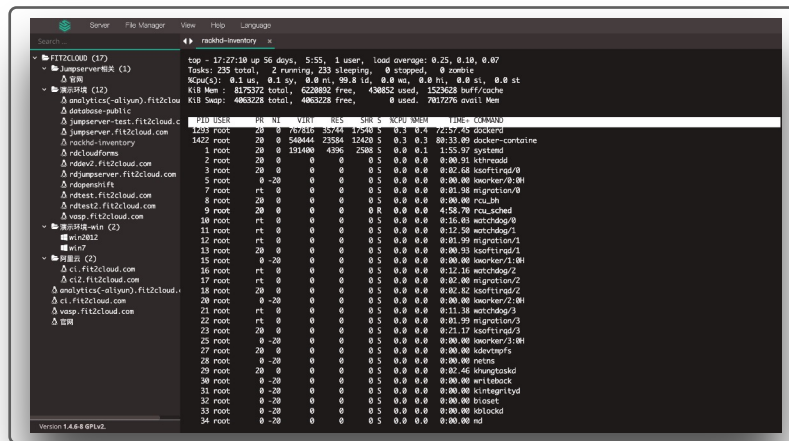 Server File Manager View Help Language
Search ...
rackhd-inventory ×
FIT2CLOUD (17)
Jumpserver相关 (1)
官网
演示环境 (12)
analytics(-aliyun).fit2clou
database-public
jumpserver-test.fit2cloud.c
jumpserver.fit2cloud.com
rackhd-inventory
rdcloudforms
rddev2.fit2cloud.com
rdjumpserver.fit2cloud.com
rdopenshift
rdtest.fit2cloud.com
rdtest2.fit2cloud.com
vasp.fit2cloud.com
演示环境-win (2)
win2012
win7
阿里云 (2)
ci.fit2cloud.com
ci2.fit2cloud.com
analytics(-aliyun).fit2cloud.
ci.fit2cloud.com
vasp.fit2cloud.com
官网
Version 1.4.6-8 GPLv2.
top - 17:27:10 up 56 days, 5:55, 1 user, load average: 0.25, 0.10, 0.07
Tasks: 235 total, 2 running, 233 sleeping, 0 stopped, 0 zombie
%Cpu(s): 0.1 us, 0.1 sy, 0.0 ni, 99.8 id, 0.0 wa, 0.0 hi, 0.0 si, 0.0 st
KiB Mem : 8175372 total, 6220892 free, 430852 used, 1523628 buff/cache
KiB Swap: 4063228 total, 4063228 free, 0 used. 7017276 avail Mem
PID USER PR NI VIRT RES SHR S %CPU %MEM TIME+ COMMAND
1293 root 20 0 767816 35744 17540 S 0.3 0.4 72:57.45 dockerd
1422 root 20 0 540444 23584 12420 S 0.3 0.3 80:33.09 docker-containe
1 root 20 0 191400 4396 2508 S 0.0 0.1 1:55.97 systemd
2 root 20 0 0 0 0 S 0.0 0.0 0:00.91 kthreadd
3 root 20 0 0 0 0 S 0.0 0.0 0:02.68 ksoftirqd/0
5 root 0 -20 0 0 0 S 0.0 0.0 0:00.00 kworker/0:0H
7 root rt 0 0 0 0 S 0.0 0.0 0:01.98 migration/0
8 root 20 0 0 0 0 S 0.0 0.0 0:00.00 rcu_bh
9 root 20 0 0 0 0 R 0.0 0.0 4:58.70 rcu_sched
10 root rt 0 0 0 0 S 0.0 0.0 0:16.03 watchdog/0
11 root rt 0 0 0 0 S 0.0 0.0 0:12.50 watchdog/1
12 root rt 0 0 0 0 S 0.0 0.0 0:01.99 migration/1
13 root 20 0 0 0 0 S 0.0 0.0 0:00.93 ksoftirqd/1
15 root 0 -20 0 0 0 S 0.0 0.0 0:00.00 kworker/1:0H
16 root rt 0 0 0 0 S 0.0 0.0 0:12.16 watchdog/2
17 root rt 0 0 0 0 S 0.0 0.0 0:02.00 migration/2
18 root 20 0 0 0 0 S 0.0 0.0 0:02.82 ksoftirqd/2
20 root 0 -20 0 0 0 S 0.0 0.0 0:00.00 kworker/2:0H
21 root rt 0 0 0 0 S 0.0 0.0 0:11.38 watchdog/3
22 root rt 0 0 0 0 S 0.0 0.0 0:01.99 migration/3
23 root 20 0 0 0 0 S 0.0 0.0 0:21.17 ksoftirqd/3
25 root 0 -20 0 0 0 S 0.0 0.0 0:00.00 kworker/3:0H
27 root 20 0 0 0 0 S 0.0 0.0 0:00.00 kdevtmpfs
28 root 0 -20 0 0 0 S 0.0 0.0 0:00.00 netns
29 root 20 0 0 0 0 S 0.0 0.0 0:02.46 khungtaskd
30 root 0 -20 0 0 0 S 0.0 0.0 0:00.00 writeback
31 root 0 -20 0 0 0 S 0.0 0.0 0:00.00 kintegrityd
32 root 0 -20 0 0 0 S 0.0 0.0 0:00.00 bioset
33 root 0 -20 0 0 0 S 0.0 0.0 0:00.00 kblockd
34 root 0 -20 0 0 0 S 0.0 0.0 0:00.00 md